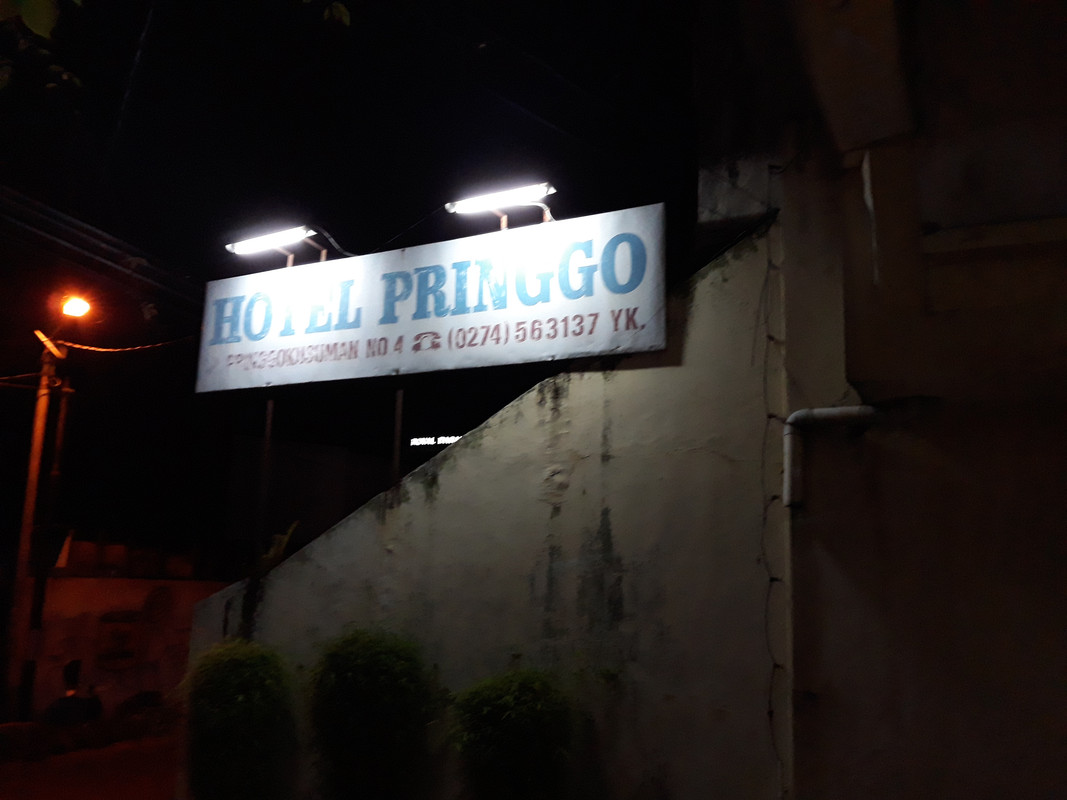 HOTEL PRINGGO
PRINGGOKUSUMAN NO 4 ☎ (0274) 563137 YK.